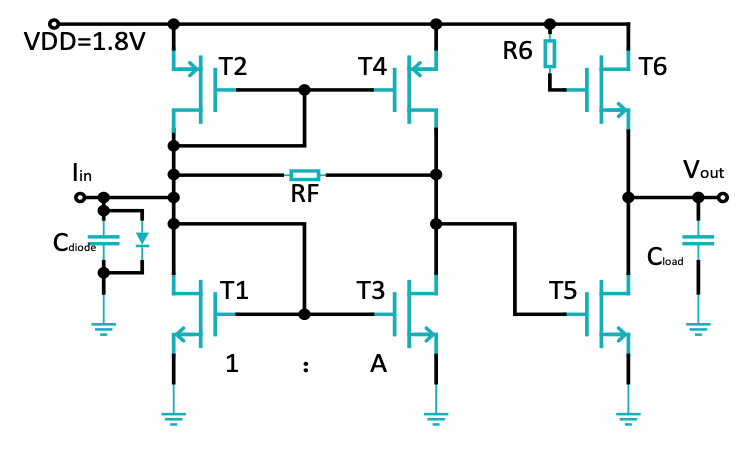 VDD=1.8V
T2
T4
R6
T6
Iin
RF
Vout
Cdiode
Cload
T1
T3
T5
1 : A